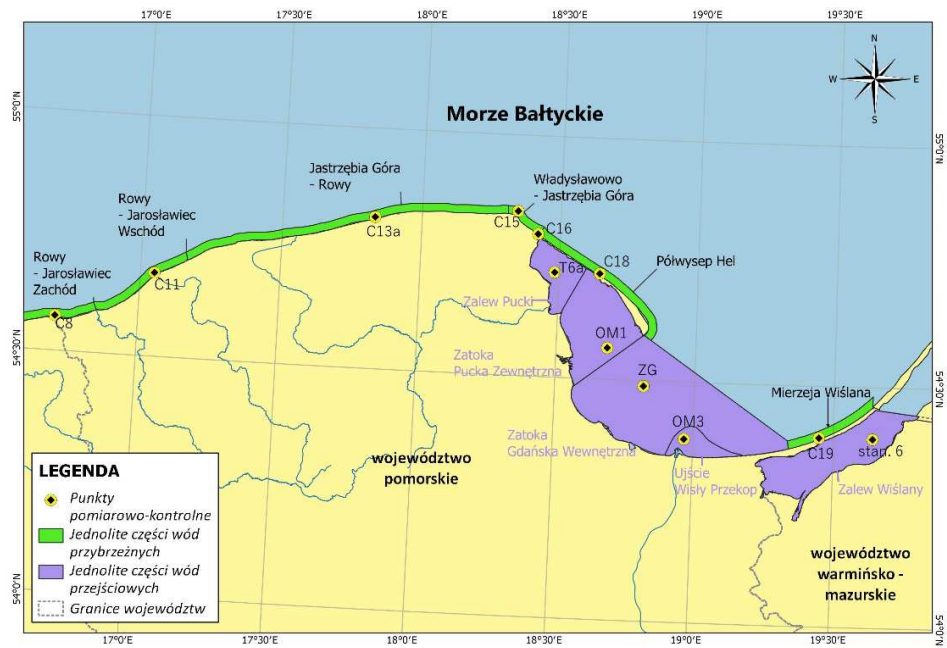 17°0'E
17°30'E
18°0'E
18°30'E
19°0'E
19°30'E
N
W
E
S
55°0'N
55°0'N
Morze Bałtyckie
Jastrzębia Góra
- Rowy
Władysławowo
- Jastrzębia Góra
Rowy
- Jarosławiec
Wschód
C15
C16
C13a
Rowy
- Jarosławiec
Zachód
C11
T6a
C18
Półwysep Hel
Zalew Pucki
C8
OM1
54°30'N
Zatoka
Pucka Zewnętrzna
ZG
54°30'N
Mierzeja Wiślana
OM3
Zatoka
Gdańska Wewnętrzna
C19
stan. 6
województwo
pomorskie
Ujście
Wisły Przekop
Zalew Wiślany
LEGENDA
Punkty
pomiarowo-kontrolne
Jednolite części wód
przybrzeżnych
Jednolite części wód
przejściowych
Granice województw
województwo
warmińsko -
mazurskie
54°0'N
54°0'N
17°0'E
17°30'E
18°0'E
18°30'E
19°0'E
19°30'E